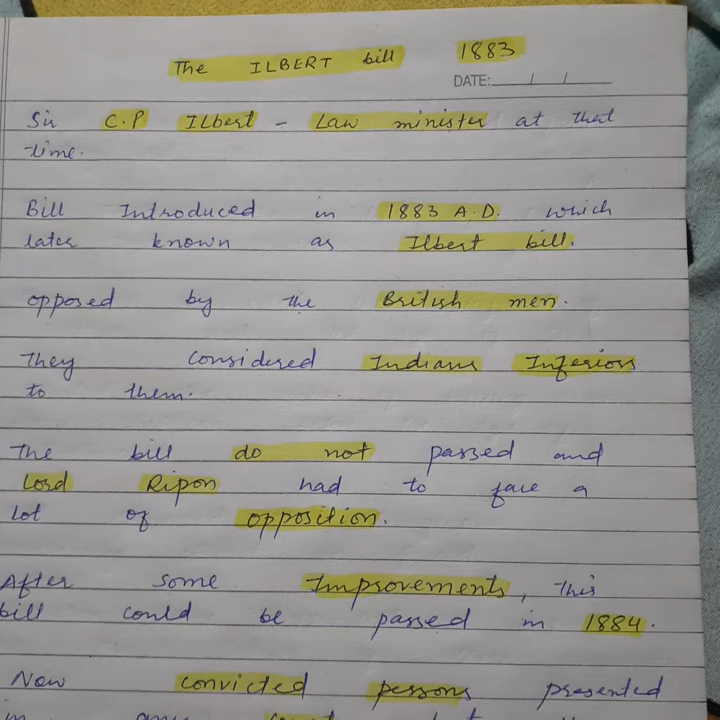 The ILBERT bill 1883
DATE: / /
Sir C.P ILbert - Law minister at that
time.
Bill Introduced in 1883 A.D. which
later known as Ilbert bill.
opposed by the British men.
They considered Indians Inferiors
to them.
The bill do not passed and
Lord Ripon had to face a
lot of opposition.
After some Improvements, this
bill could be passed in 1884.
Now convicted persons presented
in any